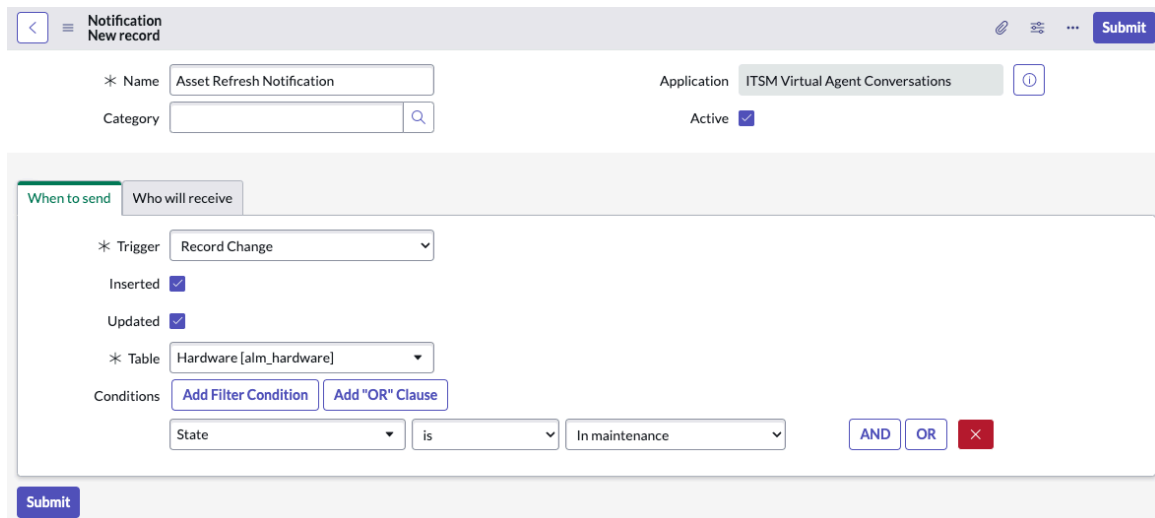 Notification
New record
Submit
* Name Asset Refresh Notification
Application ITSM Virtual Agent Conversations
Category
Active
When to send Who will receive
* Trigger Record Change
Inserted
Updated
* Table Hardware [alm_hardware]
Conditions Add Filter Condition Add "OR" Clause
State is In maintenance AND OR
Submit